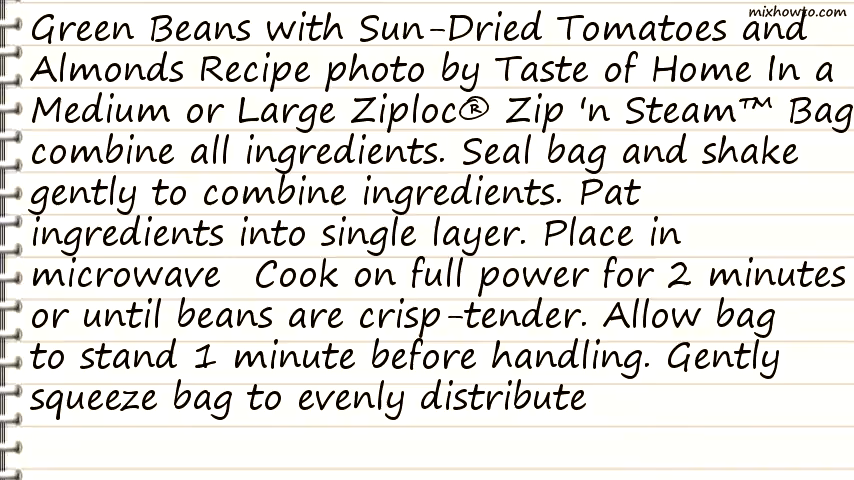 mixhowto.com
Green Beans with Sun-Dried Tomatoes and
Almonds Recipe photo by Taste of Home In a
Medium or Large Ziploc® Zip 'n Steam™ Bag
combine all ingredients. Seal bag and shake
gently to combine ingredients. Pat
ingredients into single layer. Place in
microwave   Cook on full power for 2 minutes
or until beans are crisp-tender. Allow bag
to stand 1 minute before handling. Gently
squeeze bag to evenly distribute